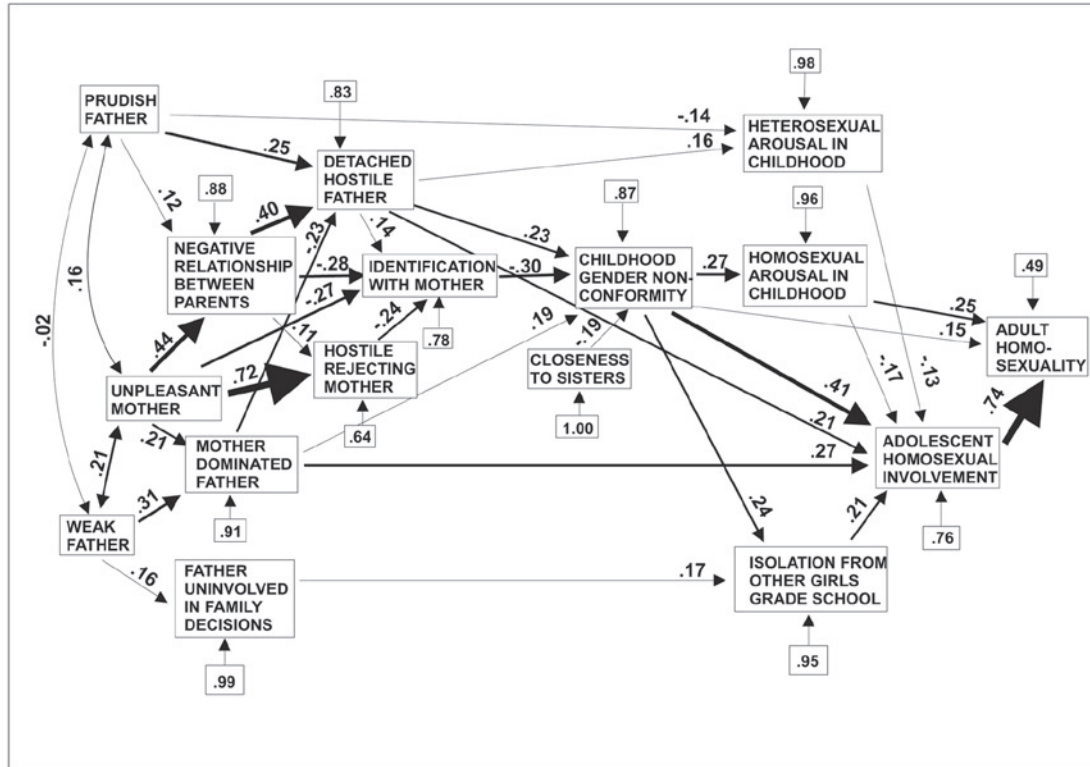 .98
.83
PRUDISH
FATHER
-.14
HETEROSEXUAL
AROUSAL IN
CHILDHOOD
.25
.16
DETACHED
HOSTILE
FATHER
.12
.88
.87
.96
.40
-.23
.14
.23
NEGATIVE
RELATIONSHIP
BETWEEN
PARENTS
-.28
IDENTIFICATION
WITH MOTHER
-.30
CHILDHOOD
GENDER NON-
CONFORMITY
.27
HOMOSEXUAL
AROUSAL IN
CHILDHOOD
.49
.16
-.02
-.27
-.24
.78
.19
-.19
.25
.15
ADULT
HOMO-
SEXUALITY
.44
.11
HOSTILE
REJECTING
MOTHER
CLOSENESS
TO SISTERS
-.17
-.13
UNPLEASANT
MOTHER
.72
.41
.74
.21
.64
1.00
.21
.21
MOTHER
DOMINATED
FATHER
.27
ADOLESCENT
HOMOSEXUAL
INVOLVEMENT
.31
.24
.21
WEAK
FATHER
.91
.76
.16
FATHER
UNINVOLVED
IN FAMILY
DECISIONS
.17
ISOLATION FROM
OTHER GIRLS
GRADE SCHOOL
.99
.95